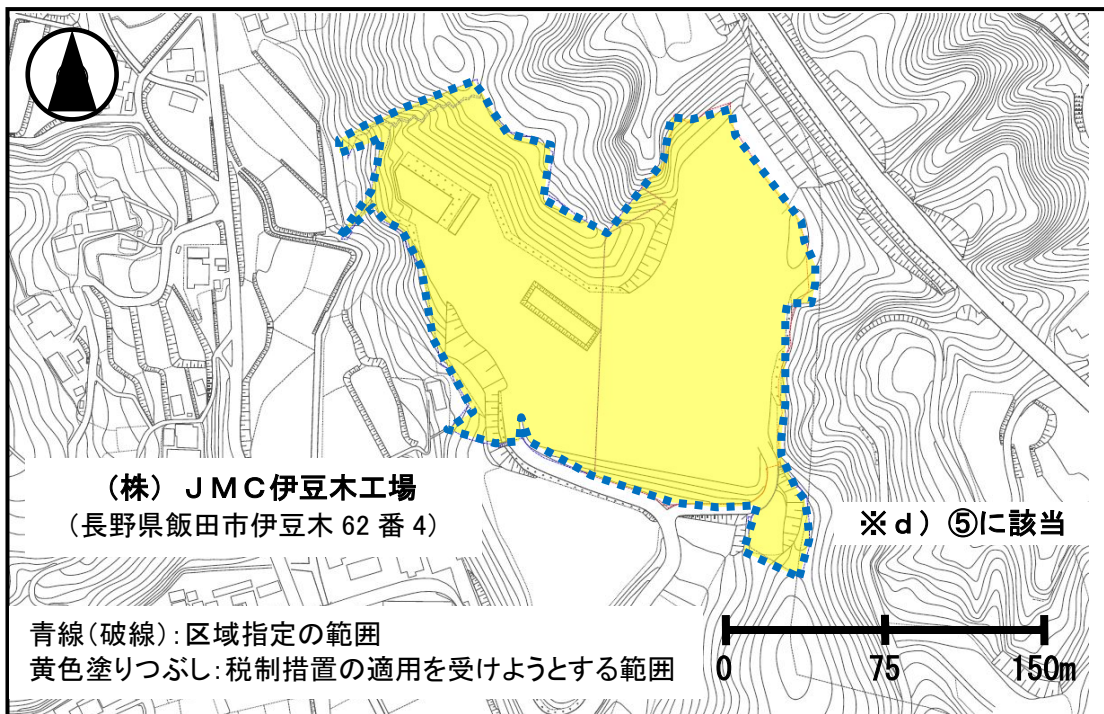 (株) JMC伊豆木工場
(長野県飯田市伊豆木 62 番 4)
※d) ⑤に該当
青線(破線):区域指定の範囲
黄色塗りつぶし:税制措置の適用を受けようとする範囲
0 75 150m